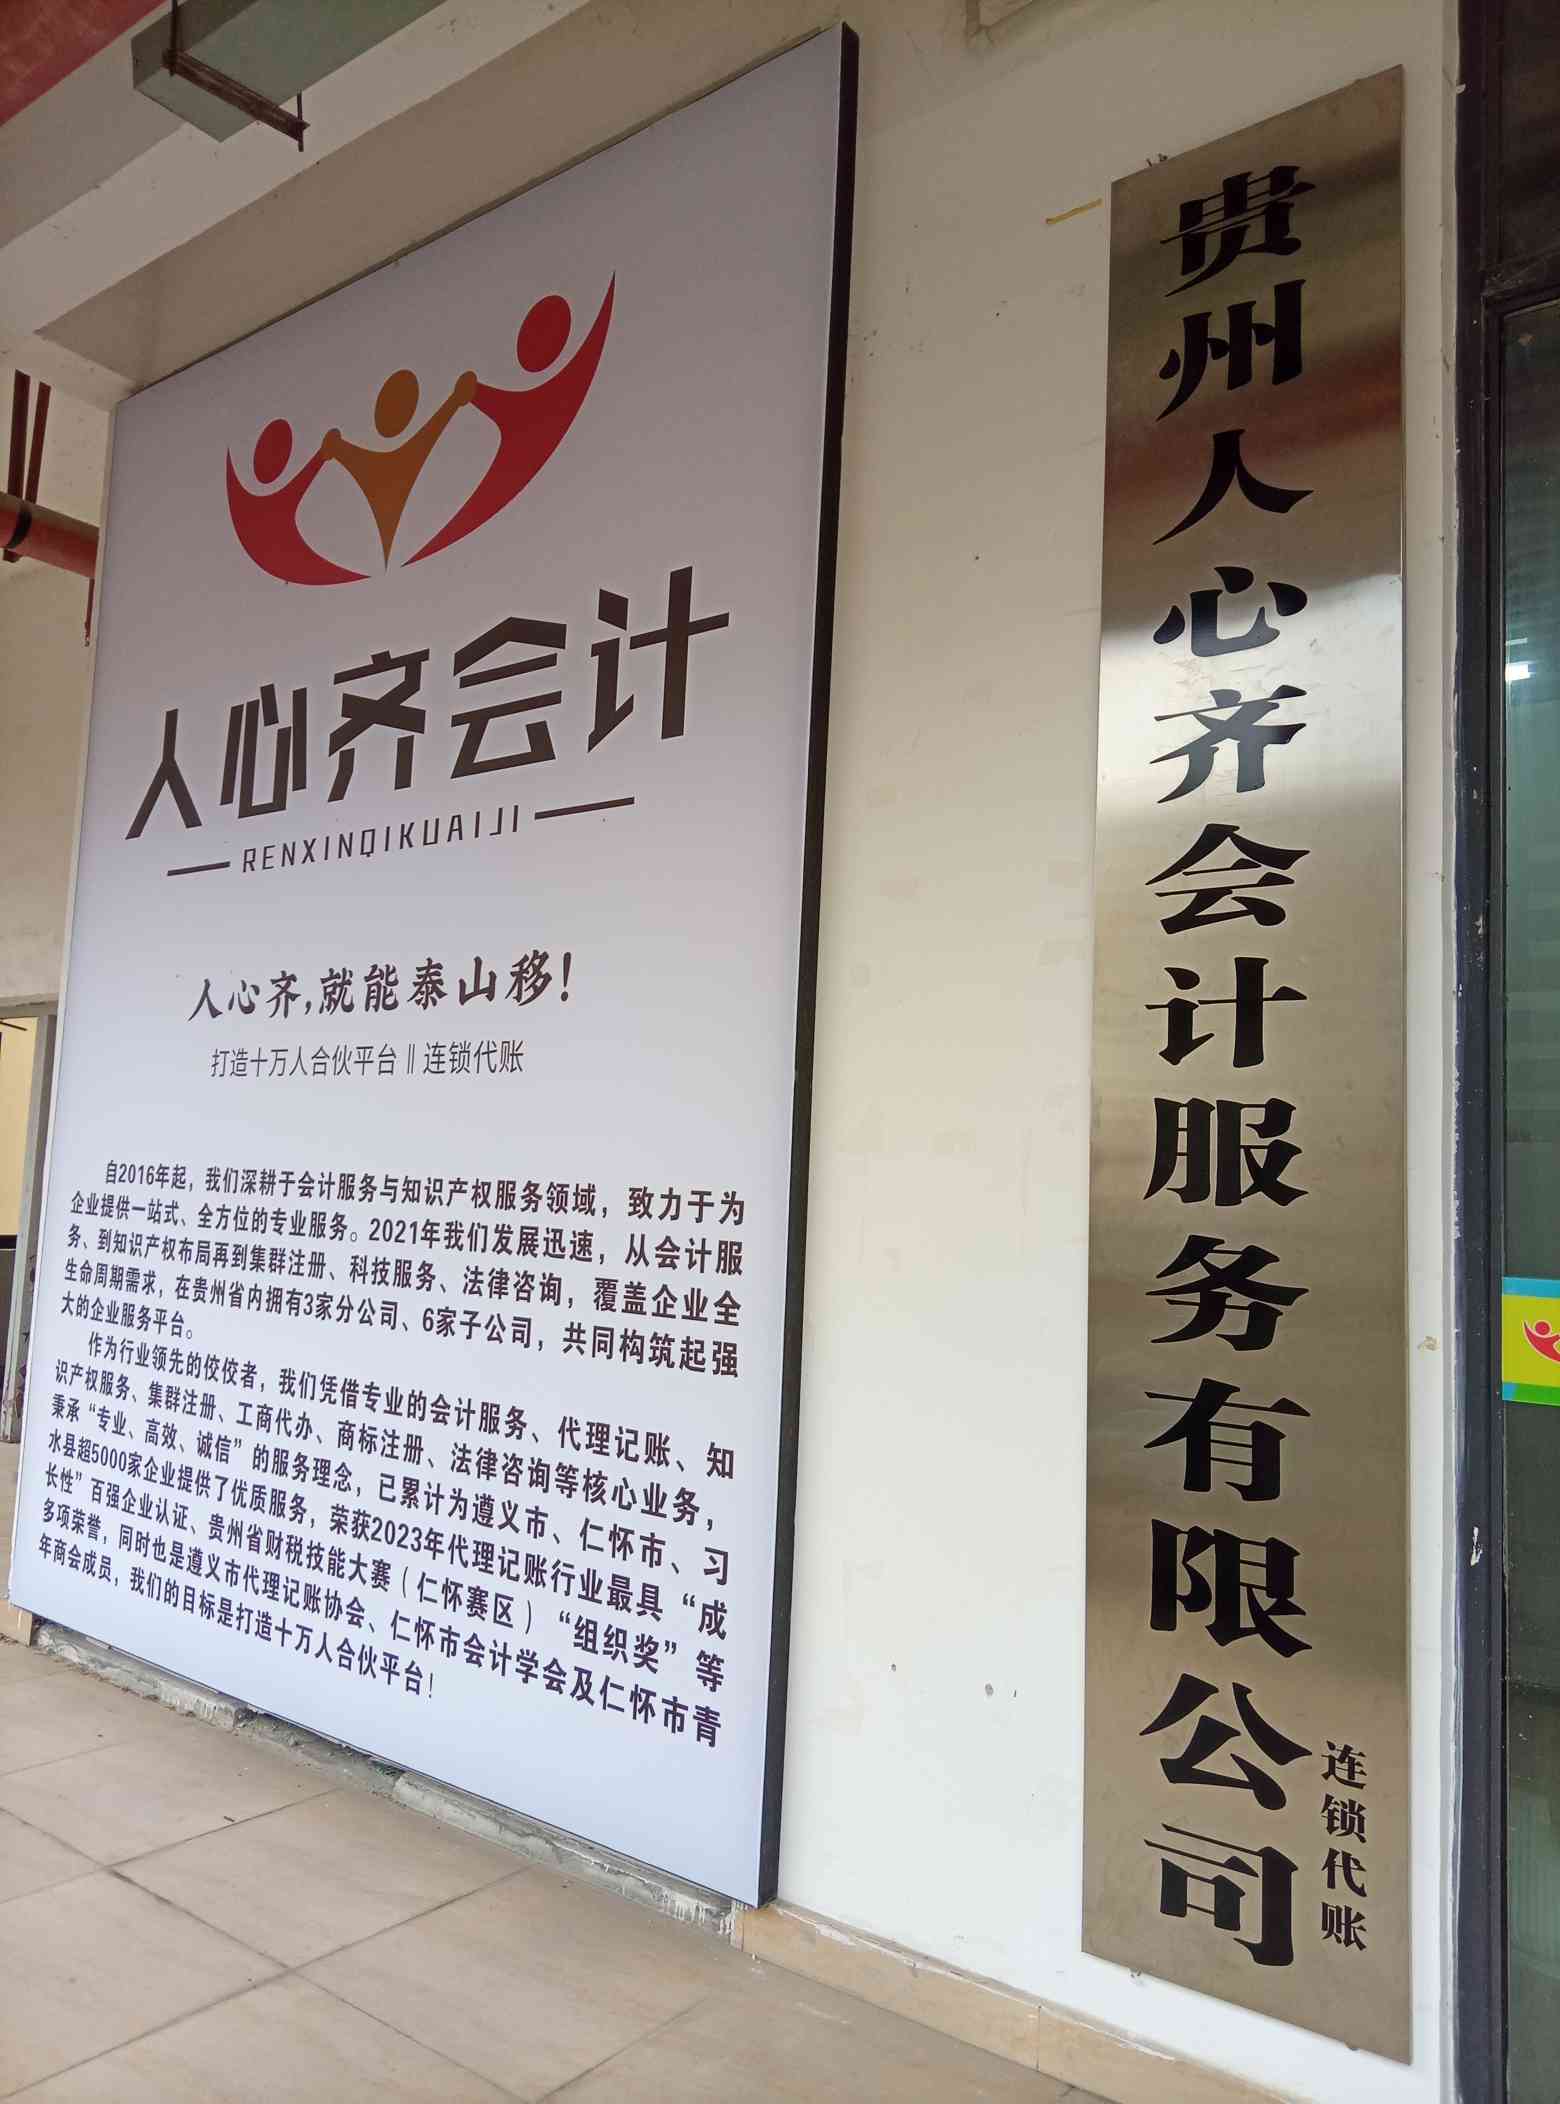 人心齐会计
RENXINQIKUAIJI
人心齐,就能泰山移!
打造十万人合伙平台 || 连锁代账
自2016年起，我们深耕于会计服务与知识产权服务领域，致力于为
企业提供一站式、全方位的专业服务。2021年我们发展迅速，从会计服
务、到知识产权布局再到集群注册、科技服务、法律咨询，覆盖企业全
生命周期需求，在贵州省内拥有3家分公司、6家子公司，共同构筑起强
大的企业服务平台。
作为行业领先的佼佼者，我们凭借专业的会计服务、代理记账、知
识产权服务、集群注册、工商代办、商标注册、法律咨询等核心业务，
秉承“专业、高效、诚信”的服务理念，已累计为遵义市、仁怀市、习
水县超5000家企业提供了优质服务，荣获2023年代理记账行业最具“成
长性”百强企业认证、贵州省财税技能大赛（仁怀赛区）“组织奖”等
多项荣誉，同时也是遵义市代理记账协会、仁怀市会计学会及仁怀市青
年商会成员，我们的目标是打造十万人合伙平台！
贵州人心齐会计服务有限公司
连锁代账